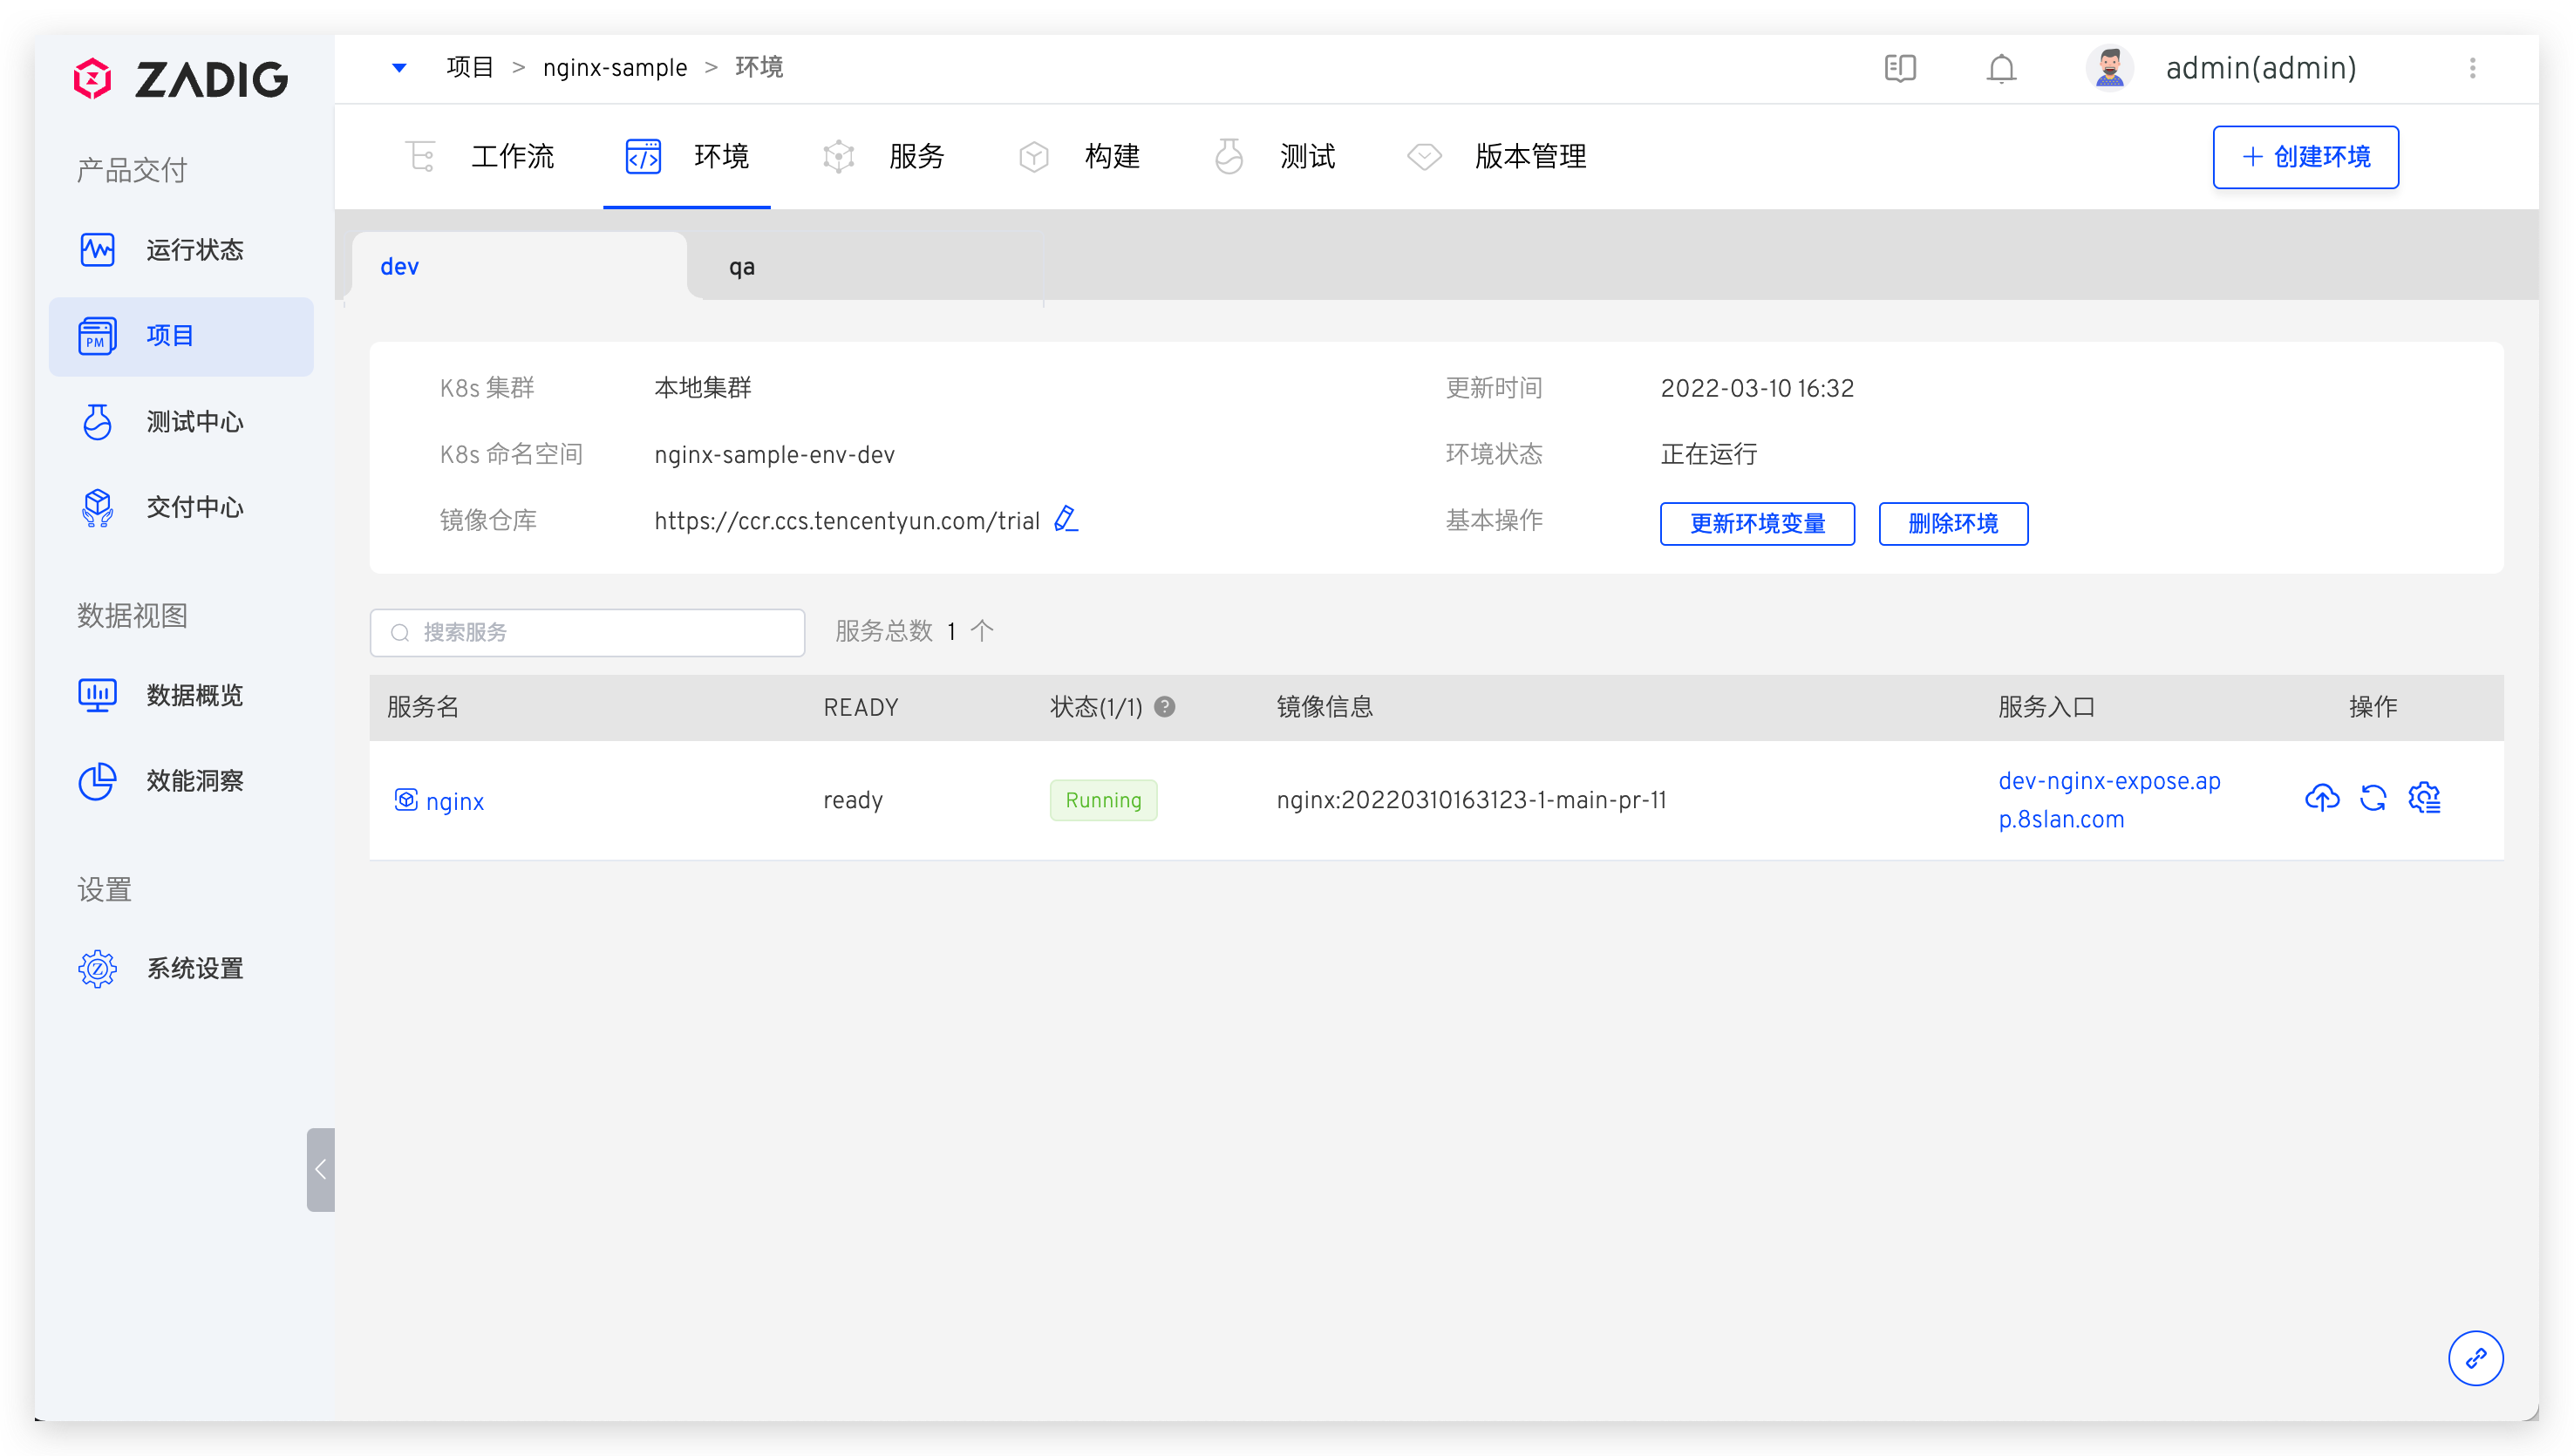 ZADIG
项目 > nginx-sample > 环境
admin(admin)
产品交付
运行状态
PM
项目
测试中心
交付中心
数据视图
数据概览
效能洞察
设置
Z
系统设置
工作流
环境
服务
构建
测试
版本管理
+ 创建环境
dev
qa
K8s 集群 本地集群
更新时间 2022-03-10 16:32
K8s 命名空间 nginx-sample-env-dev
环境状态 正在运行
镜像仓库 https://ccr.ccs.tencentyun.com/trial
基本操作 更新环境变量 删除环境
搜索服务
服务总数 1 个
服务名 READY 状态(1/1) ? 镜像信息 服务入口 操作
nginx ready Running nginx:20220310163123-1-main-pr-11
dev-nginx-expose.ap
p.8slan.com